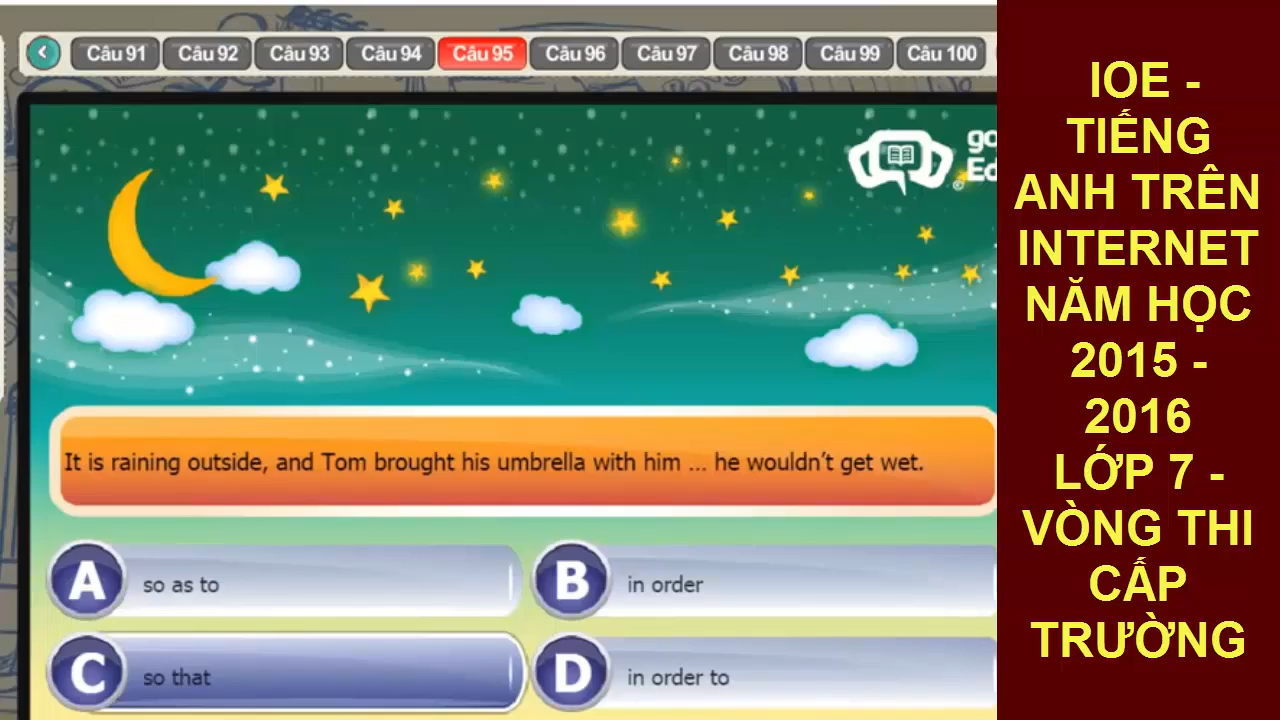 Câu 91
Câu 92
Câu 93
Câu 94
Câu 95
Câu 96
Câu 97
Câu 98
Câu 99
Câu 100
It is raining outside, and Tom brought his umbrella with him ... he wouldn't get wet.
A so as to
B in order
C so that
D in order to
IOE -
TIẾNG
ANH TRÊN
INTERNET
NĂM HỌC
2015 -
2016
LỚP 7 -
VÒNG THI
CẤP
TRƯỜNG